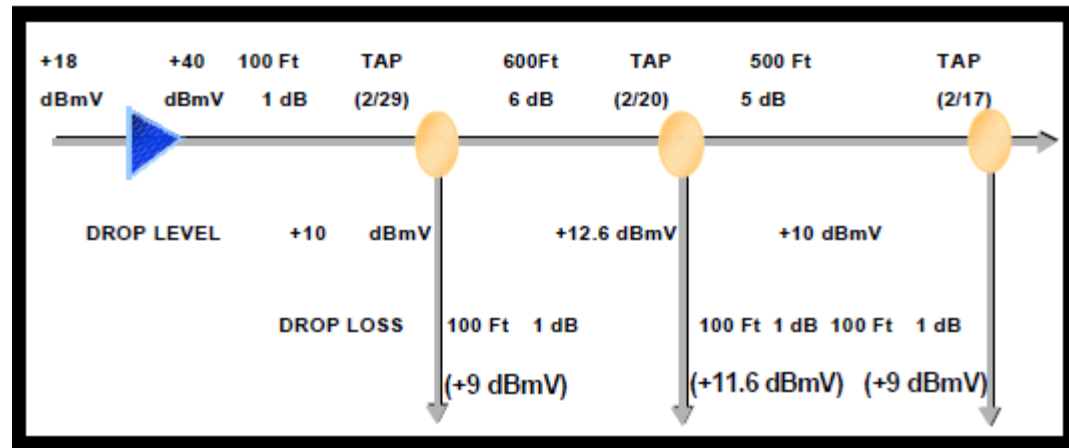 +18 +40 100 Ft TAP 600Ft TAP 500 Ft TAP
dBmV dBmV 1 dB (2/29) 6 dB (2/20) 5 dB (2/17)
DROP LEVEL +10 dBmV +12.6 dBmV +10 dBmV
DROP LOSS 100 Ft 1 dB 100 Ft 1 dB 100 Ft 1 dB
(+9 dBmV) (+11.6 dBmV) (+9 dBmV)